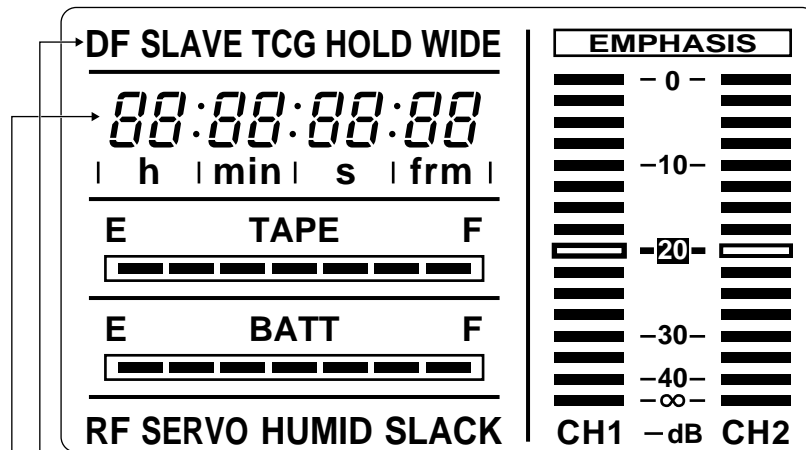 DF SLAVE TCG HOLD WIDE
88:88:88:88
h min s frm
E TAPE F
E BATT F
RF SERVO HUMID SLACK
EMPHASIS
0
-10-
-20-
-30-
-40-
-∞-
CH1 -dB CH2